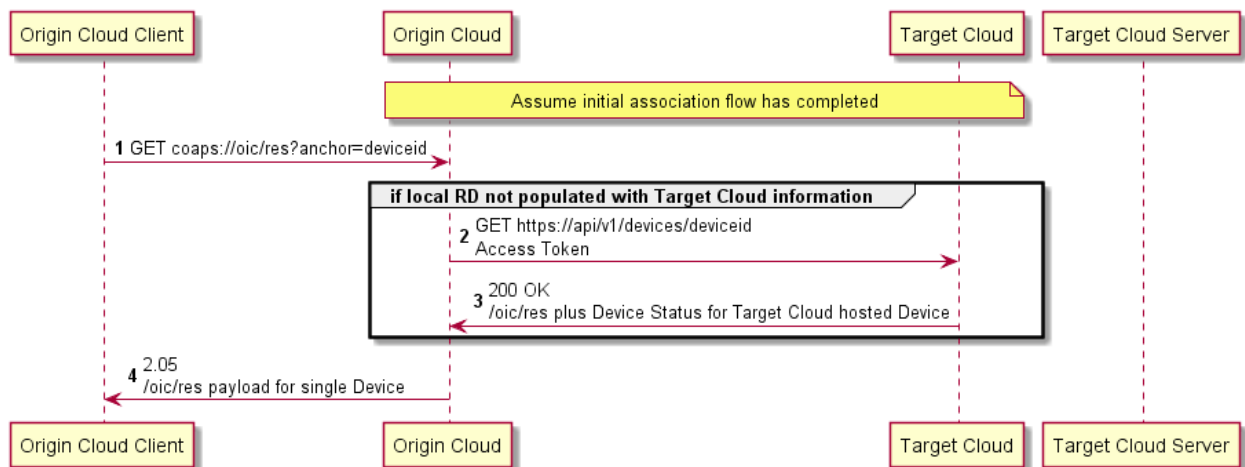 Origin Cloud Client
Origin Cloud
Target Cloud
Target Cloud Server
Assume initial association flow has completed
1 GET coaps://oic/res?anchor=deviceid
if local RD not populated with Target Cloud information
2 GET https://api/v1/devices/deviceid
Access Token
3 200 OK
/oic/res plus Device Status for Target Cloud hosted Device
4 2.05
/oic/res payload for single Device
Origin Cloud Client
Origin Cloud
Target Cloud
Target Cloud Server